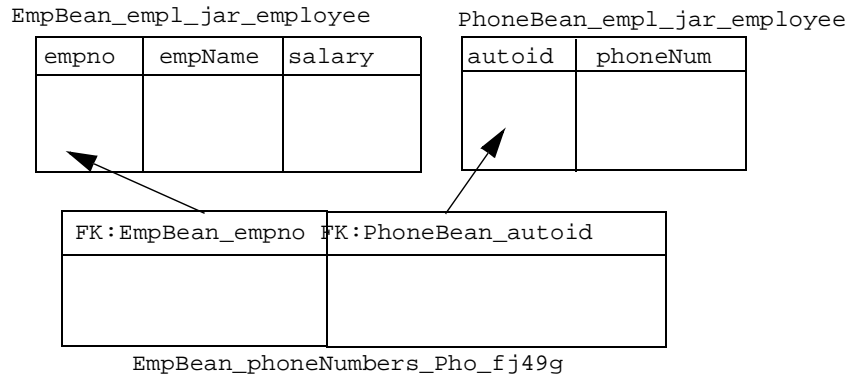 EmpBean_empl_jar_employee
PhoneBean_empl_jar_employee
empno empName salary
autoid phoneNum
FK:EmpBean_empno FK:PhoneBean_autoid
EmpBean_phoneNumbers_Pho_fj49g